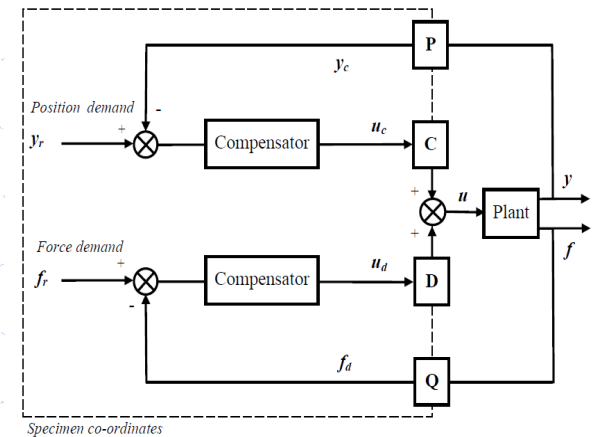 P
y_c
Position demand
-
+
y_r
Compensator
u_c
C
+
u
y
Plant
+
Force demand
f
+
f_r
Compensator
u_d
D
-
f_d
Q
Specimen co-ordinates